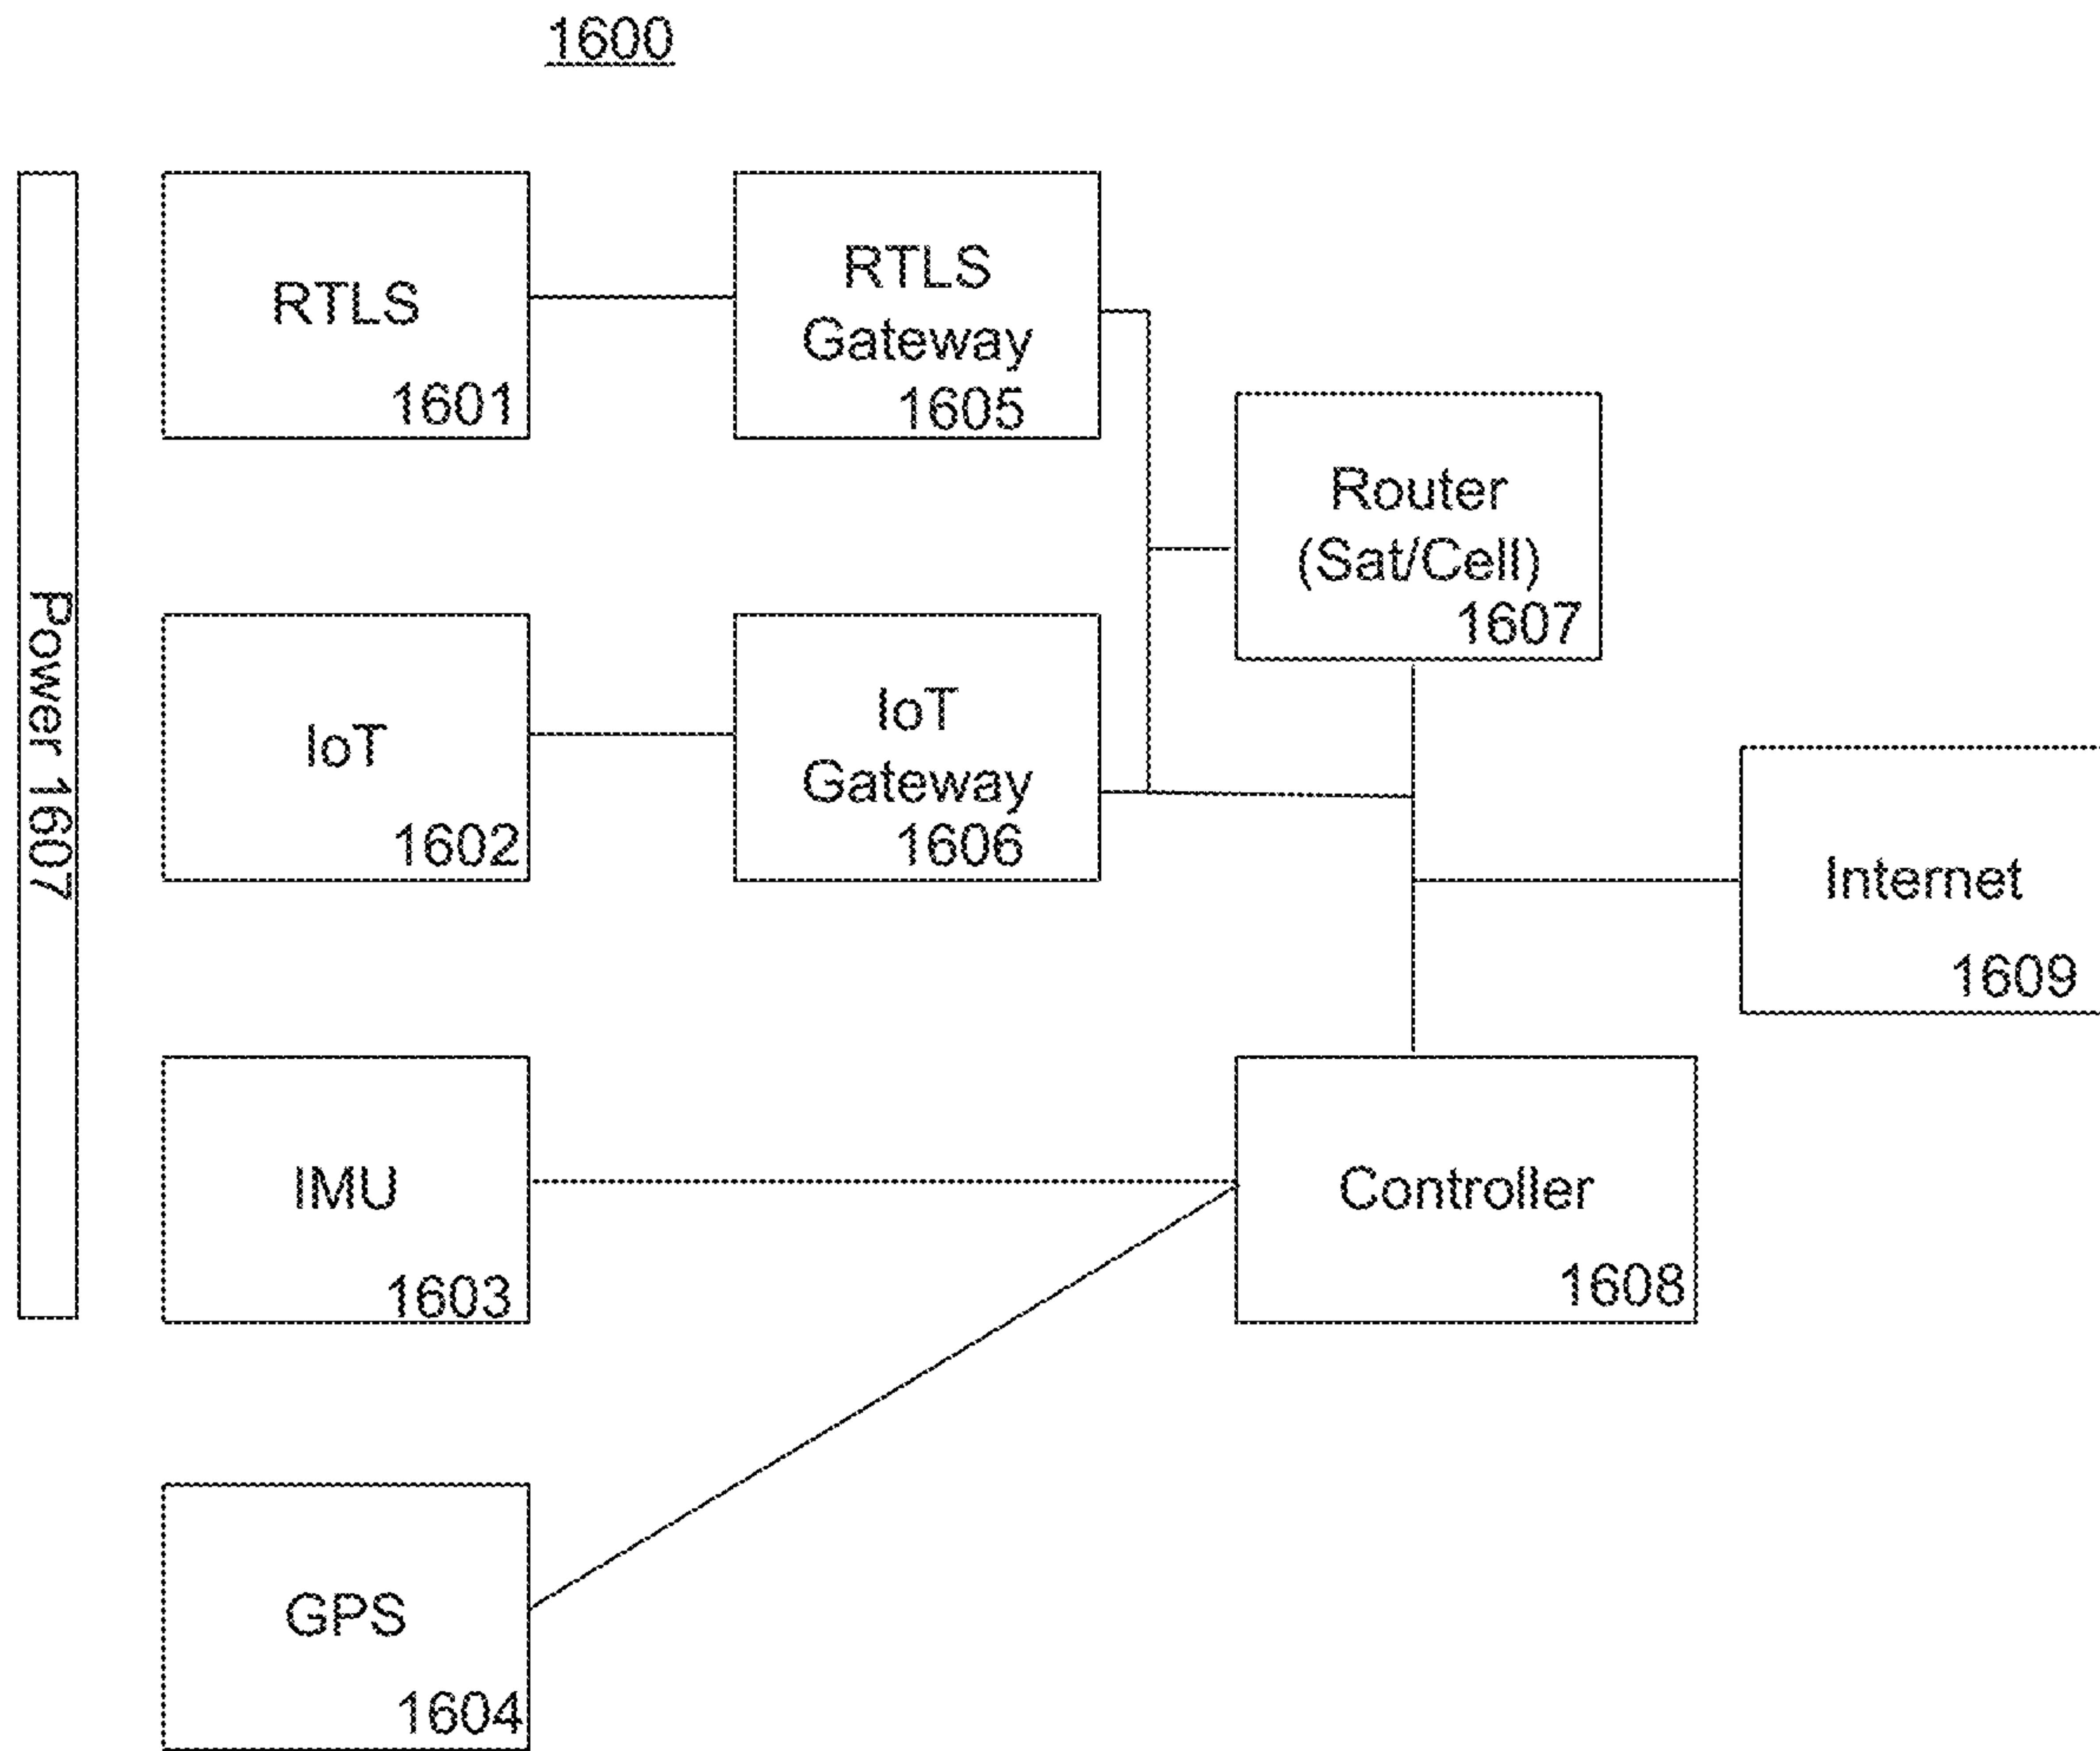 1600
Power 1607
RTLS
1601
RTLS
Gateway
1605
Router
(Sat/Cell)
1607
IoT
1602
IoT
Gateway
1606
Internet
1609
IMU
1603
Controller
1608
GPS
1604